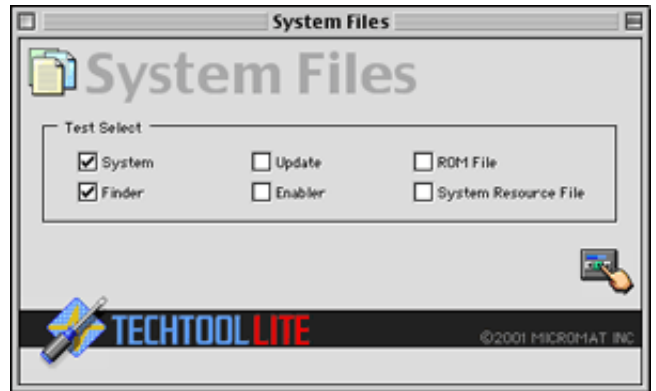 System Files
System Files
Test Select
System
Update
ROM File
Finder
Enabler
System Resource File
TECHTOOL LITE
©2001 MICROMAT INC